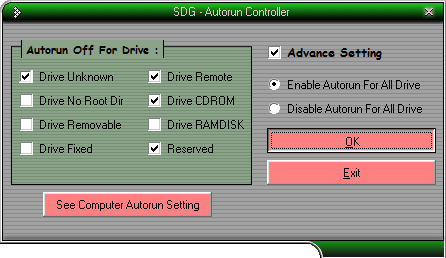 SDG - Autorun Controller
Autorun Off For Drive :
Drive Unknown
Drive Remote
Drive No Root Dir
Drive CDROM
Drive Removable
Drive RAMDISK
Drive Fixed
Reserved
See Computer Autorun Setting
Advance Setting
Enable Autorun For All Drive
Disable Autorun For All Drive
OK
Exit